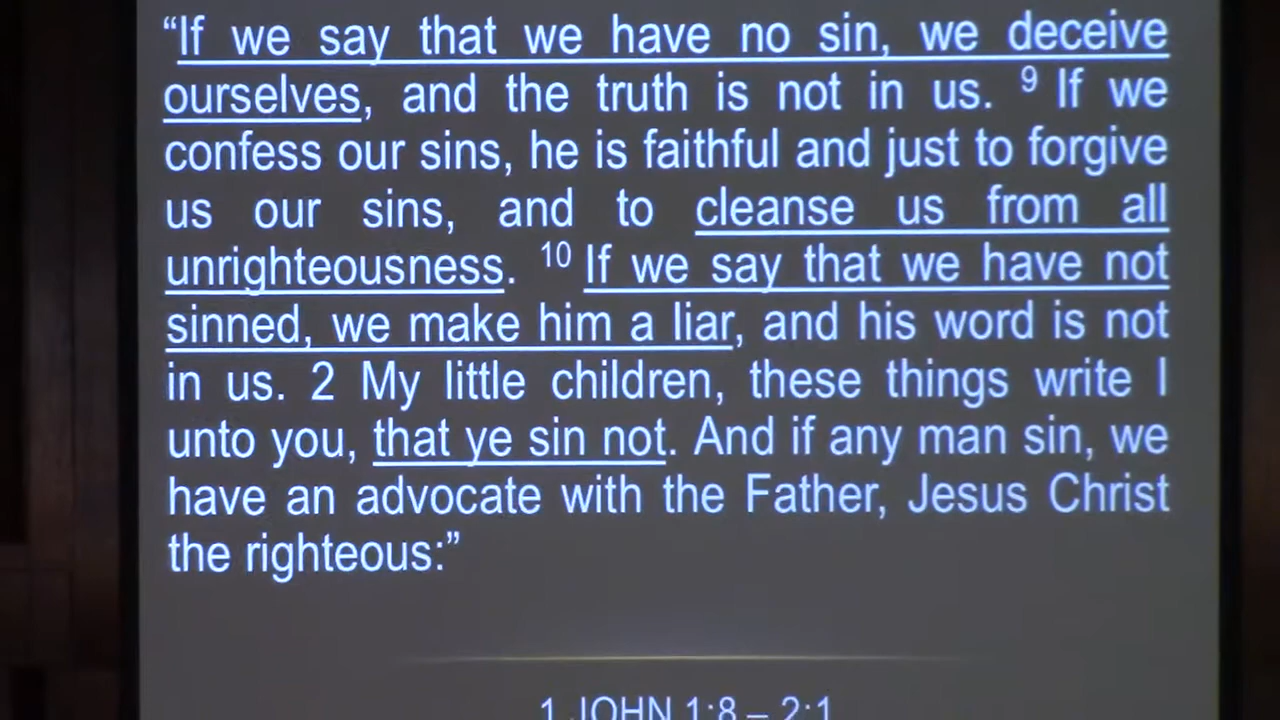 “If we say that we have no sin, we deceive
ourselves, and the truth is not in us. ⁹ If we
confess our sins, he is faithful and just to forgive
us our sins, and to cleanse us from all
unrighteousness. ¹⁰ If we say that we have not
sinned, we make him a liar, and his word is not
in us. 2 My little children, these things write I
unto you, that ye sin not. And if any man sin, we
have an advocate with the Father, Jesus Christ
the righteous:”
1 JOHN 1:8 – 2:1